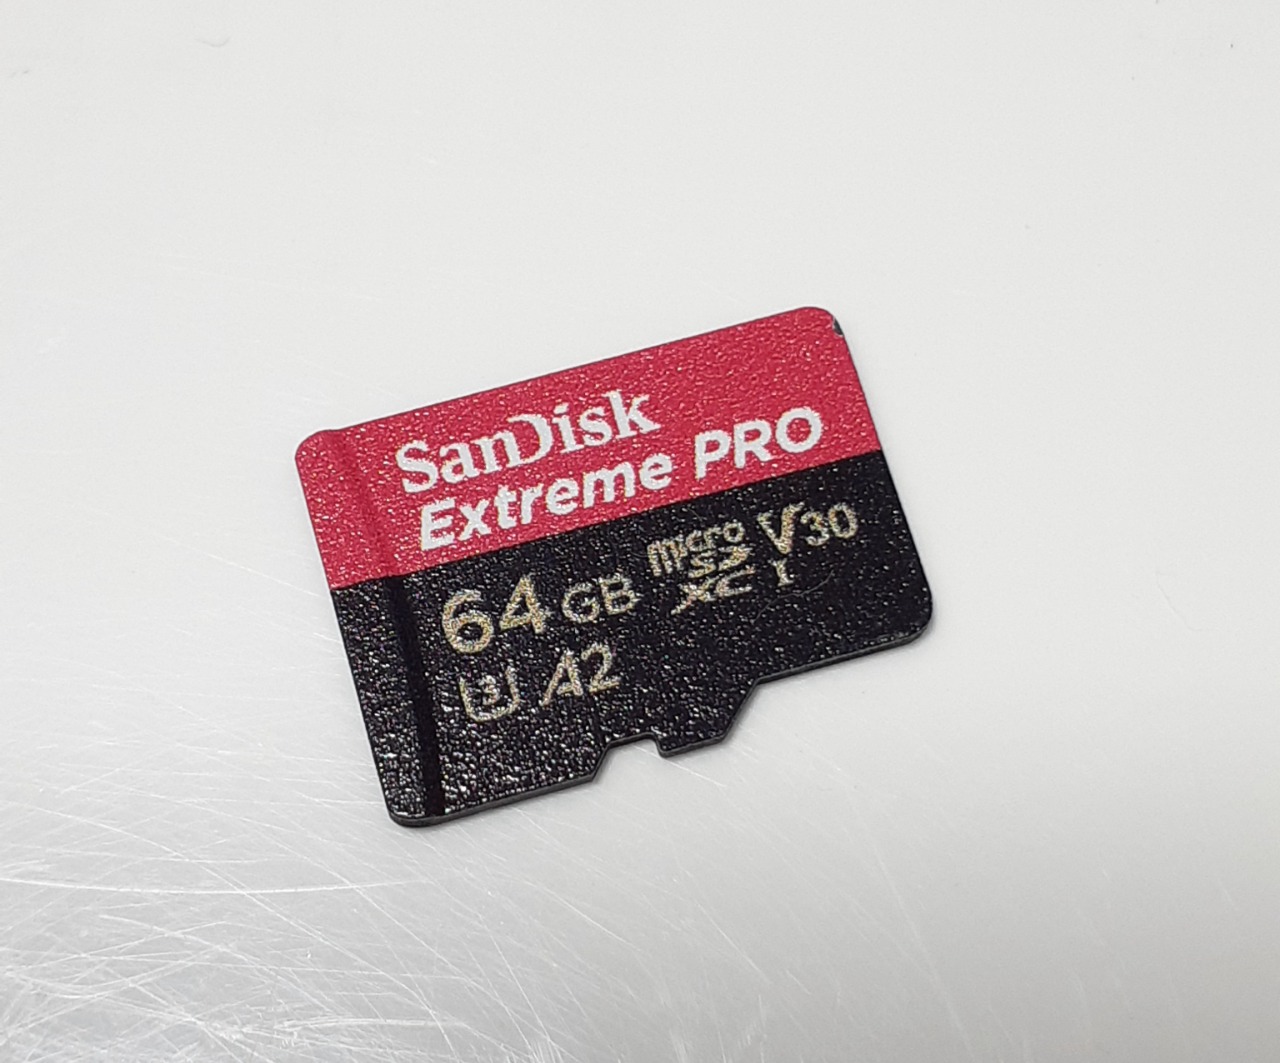 SanDisk
Extreme PRO
64 GB micro SD XC I V30
U3 A2